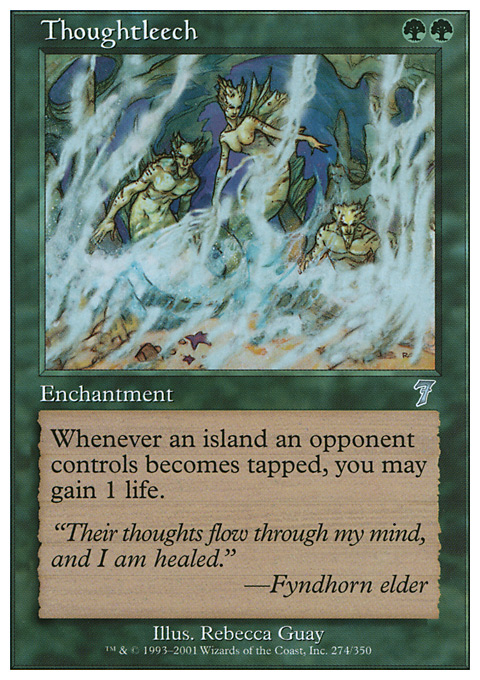 Thoughtleech
Enchantment
Whenever an island an opponent
controls becomes tapped, you may
gain 1 life.
“Their thoughts flow through my mind,
and I am healed.”
—Fyndhorn elder
Illus. Rebecca Guay
™ & © 1993–2001 Wizards of the Coast, Inc. 274/350